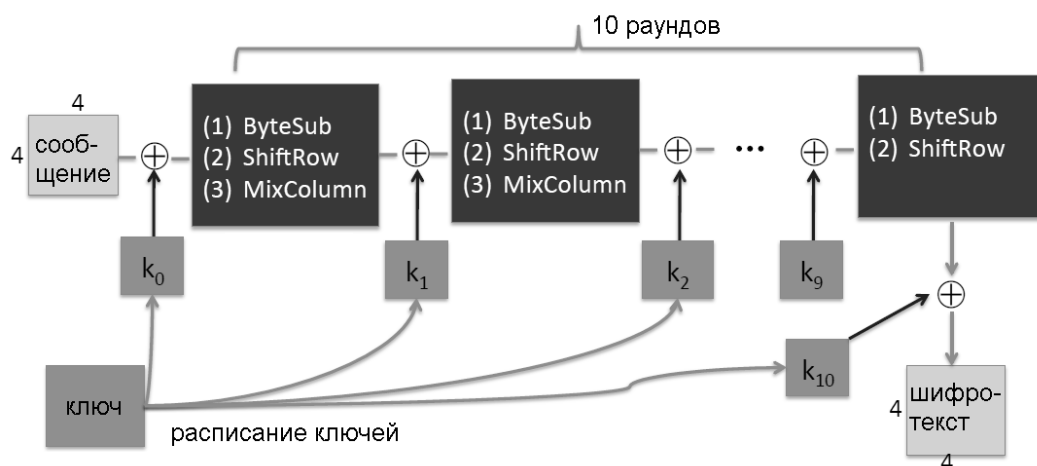 10 раундов
4
4
сооб-
щение
(1) ByteSub
(2) ShiftRow
(3) MixColumn
(1) ByteSub
(2) ShiftRow
(3) MixColumn
...
(1) ByteSub
(2) ShiftRow
k0
k1
k2
k9
k10
ключ
расписание ключей
4
шифро-
текст
4